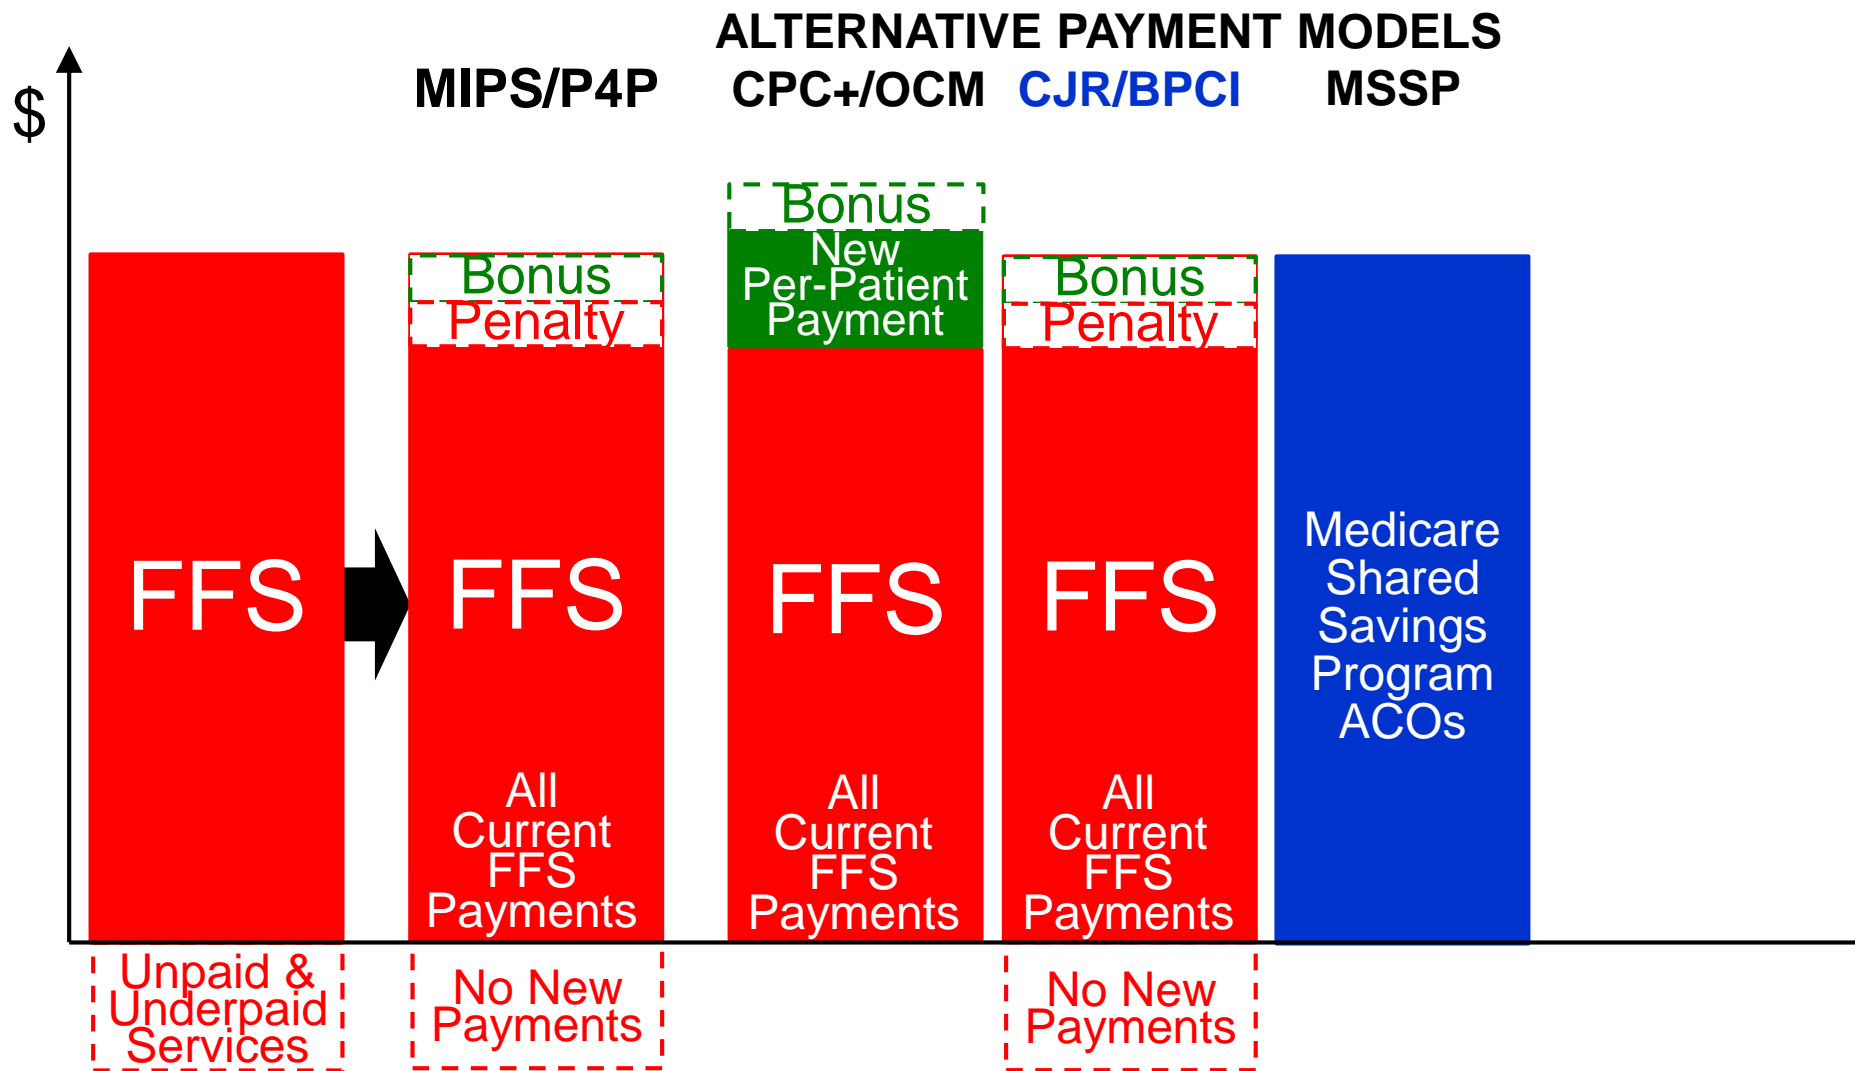 ALTERNATIVE PAYMENT MODELS
MIPS/P4P
CPC+/OCM
CJR/BPCI
MSSP
$
FFS
Unpaid &
Underpaid
Services
Bonus
Penalty
FFS
All
Current
FFS
Payments
No New
Payments
Bonus
New
Per-Patient
Payment
FFS
All
Current
FFS
Payments
Bonus
Penalty
FFS
All
Current
FFS
Payments
No New
Payments
Medicare
Shared
Savings
Program
ACOs